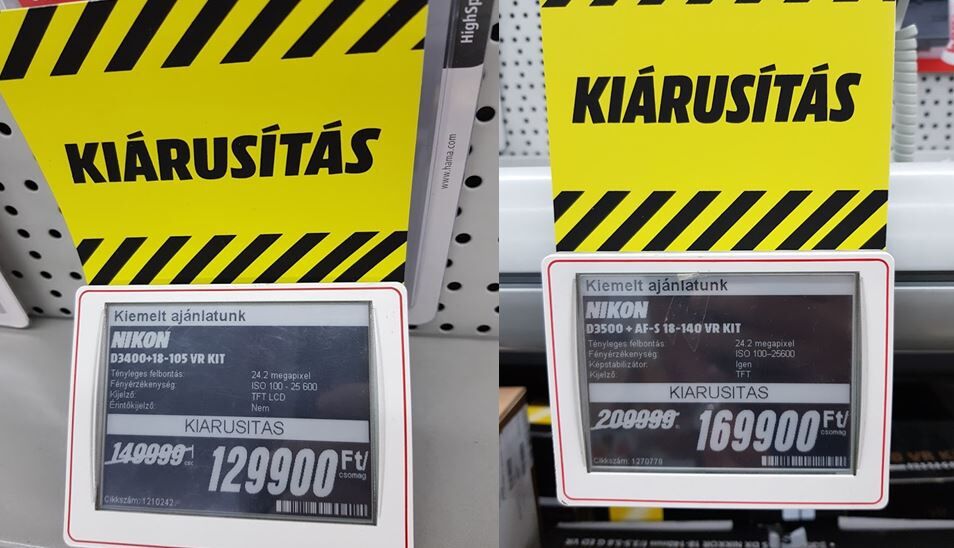 KIÁRUSÍTÁS
HighSp
www.hama.com
Kiemelt ajánlatunk
NIKON
D3400+18-105 VR KIT
Tényleges felbontás: 24.2 megapixel
Fényérzékenység: ISO 100 - 25 600
Kijelző: TFT LCD
Érintőkijelző: Nem
KIARUSITAS
149999
129900 Ft/
csomag
Cikkszám: 1210242
KIÁRUSÍTÁS
Kiemelt ajánlatunk
NIKON
D3500 + AF-S 18-140 VR KIT
Tényleges felbontás: 24.2 megapixel
Fényérzékenység: ISO 100-25600
Képstabilizátor: Igen
Kijelző: TFT
KIARUSITAS
209999
169900 Ft/
csomag
Cikkszám: 1270778
VR K